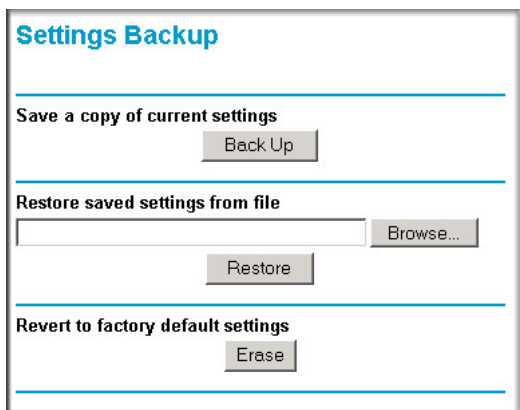 Settings Backup
Save a copy of current settings
Back Up
Restore saved settings from file
Browse...
Restore
Revert to factory default settings
Erase